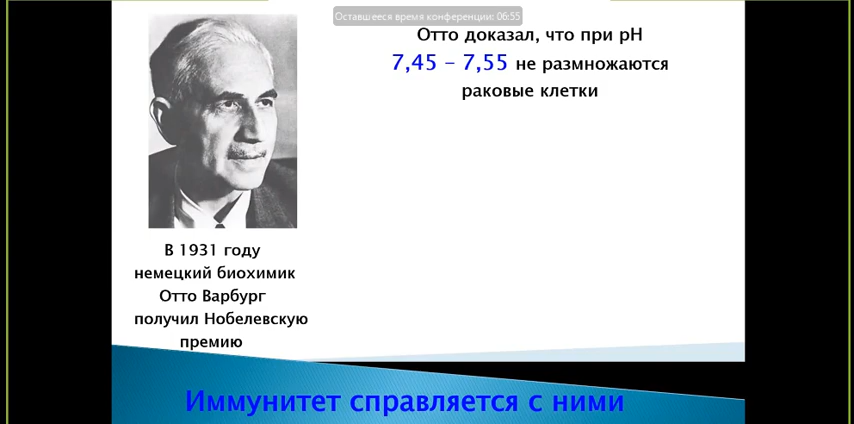 Оставшееся время конференции: 06:55
Отто доказал, что при pH
7,45 – 7,55 не размножаются
раковые клетки
В 1931 году
немецкий биохимик
Отто Варбург
получил Нобелевскую
премию
Иммунитет справляется с ними